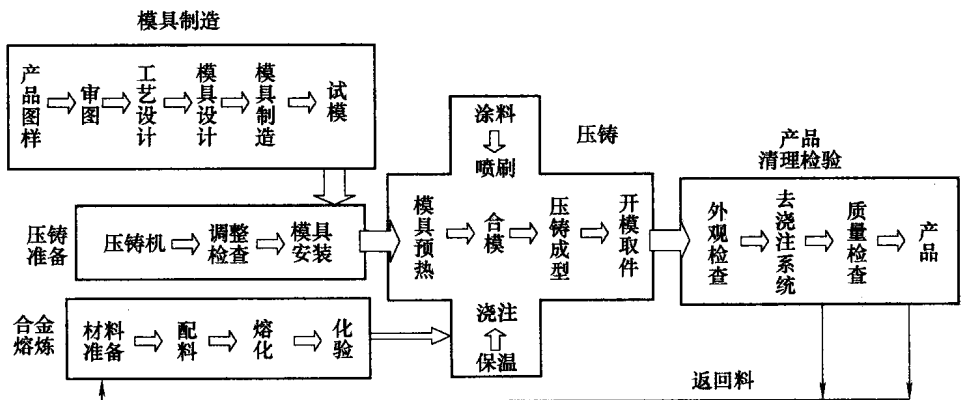 模具制造
产品图样
审图
工艺设计
模具设计
模具制造
试模
涂料
喷刷
压铸
产品
清理检验
压铸
准备
压铸机
调整
检查
模具
安装
模具预热
合模
压铸成型
开模取件
外观检查
去浇注系统
质量检查
产品
合金
熔炼
材料
准备
配料
熔化
化验
浇注
保温
返回料